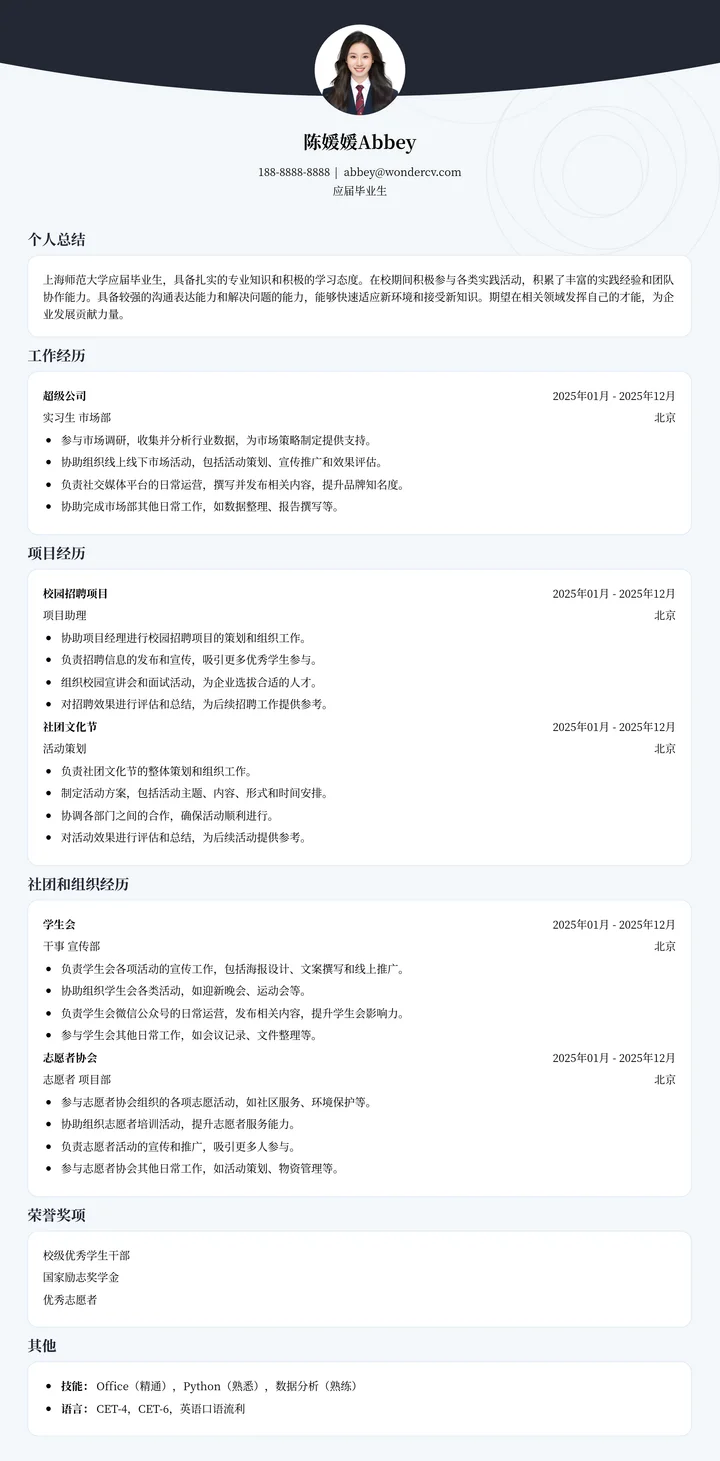 陈媛媛Abbey
188-8888-8888 | abbey@wondercv.com
应届毕业生
个人总结
上海师范大学应届毕业生，具备扎实的专业知识和积极的学习态度。在校期间积极参与各类实践活动，积累了丰富的实践经验和团队
协作能力。具备较强的沟通表达能力和解决问题的能力，能够快速适应新环境和接受新知识。期望在相关领域发挥自己的才能，为企
业发展贡献力量。
工作经历
超级公司 2025年01月 - 2025年12月
实习生 市场部 北京
• 参与市场调研，收集并分析行业数据，为市场策略制定提供支持。
• 协助组织线上线下市场活动，包括活动策划、宣传推广和效果评估。
• 负责社交媒体平台的日常运营，撰写并发布相关内容，提升品牌知名度。
• 协助完成市场部其他日常工作，如数据整理、报告撰写等。
项目经历
校园招聘项目 2025年01月 - 2025年12月
项目助理 北京
• 协助项目经理进行校园招聘项目的策划和组织工作。
• 负责招聘信息的发布和宣传，吸引更多优秀学生参与。
• 组织校园宣讲会和面试活动，为企业选拔合适的人才。
• 对招聘效果进行评估和总结，为后续招聘工作提供参考。
社团文化节 2025年01月 - 2025年12月
活动策划 北京
• 负责社团文化节的整体策划和组织工作。
• 制定活动方案，包括活动主题、内容、形式和时间安排。
• 协调各部门之间的合作，确保活动顺利进行。
• 对活动效果进行评估和总结，为后续活动提供参考。
社团和组织经历
学生会 2025年01月 - 2025年12月
干事 宣传部 北京
• 负责学生会各项活动的宣传工作，包括海报设计、文案撰写和线上推广。
• 协助组织学生会各类活动，如迎新晚会、运动会等。
• 负责学生会微信公众号的日常运营，发布相关内容，提升学生会影响力。
• 参与学生会其他日常工作，如会议记录、文件整理等。
志愿者协会 2025年01月 - 2025年12月
志愿者 项目部 北京
• 参与志愿者协会组织的各项志愿活动，如社区服务、环境保护等。
• 协助组织志愿者培训活动，提升志愿者服务能力。
• 负责志愿者活动的宣传和推广，吸引更多人参与。
• 参与志愿者协会其他日常工作，如活动策划、物资管理等。
荣誉奖项
校级优秀学生干部
国家励志奖学金
优秀志愿者
其他
• 技能： Office（精通）, Python（熟悉）, 数据分析（熟练）
• 语言： CET-4，CET-6，英语口语流利